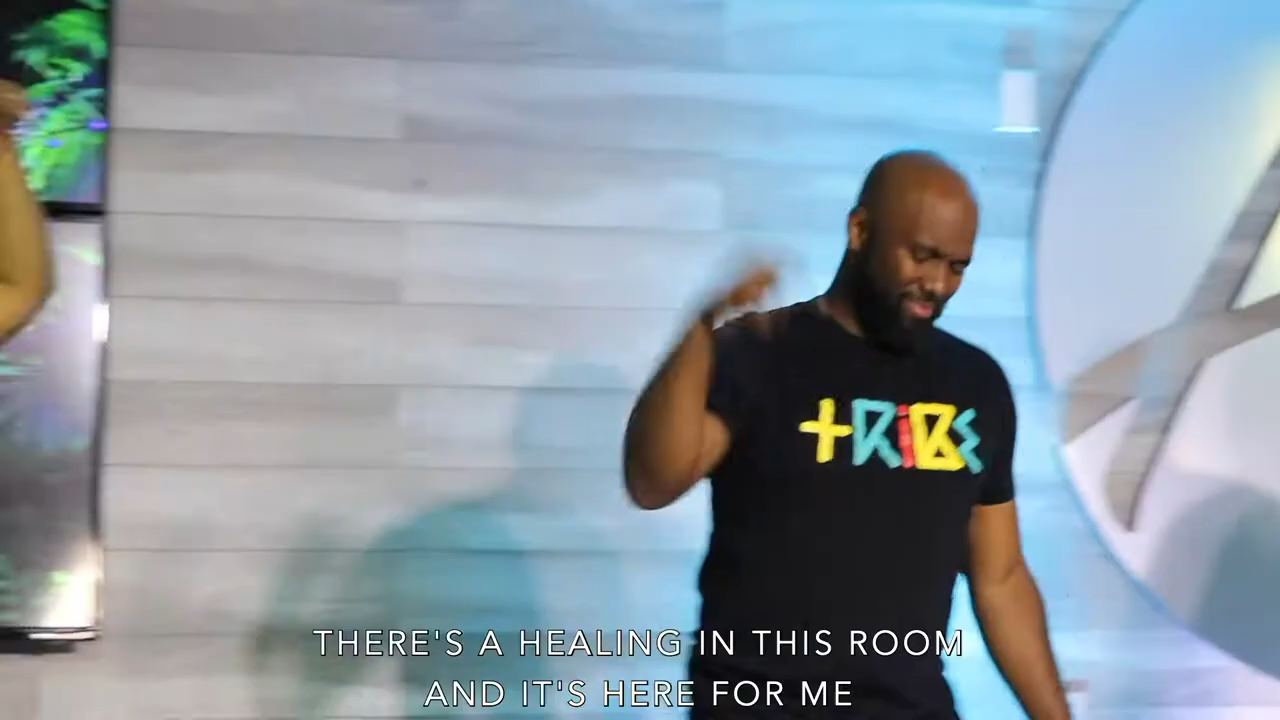 +RiBE
THERE'S A HEALING IN THIS ROOM
AND IT'S HERE FOR ME